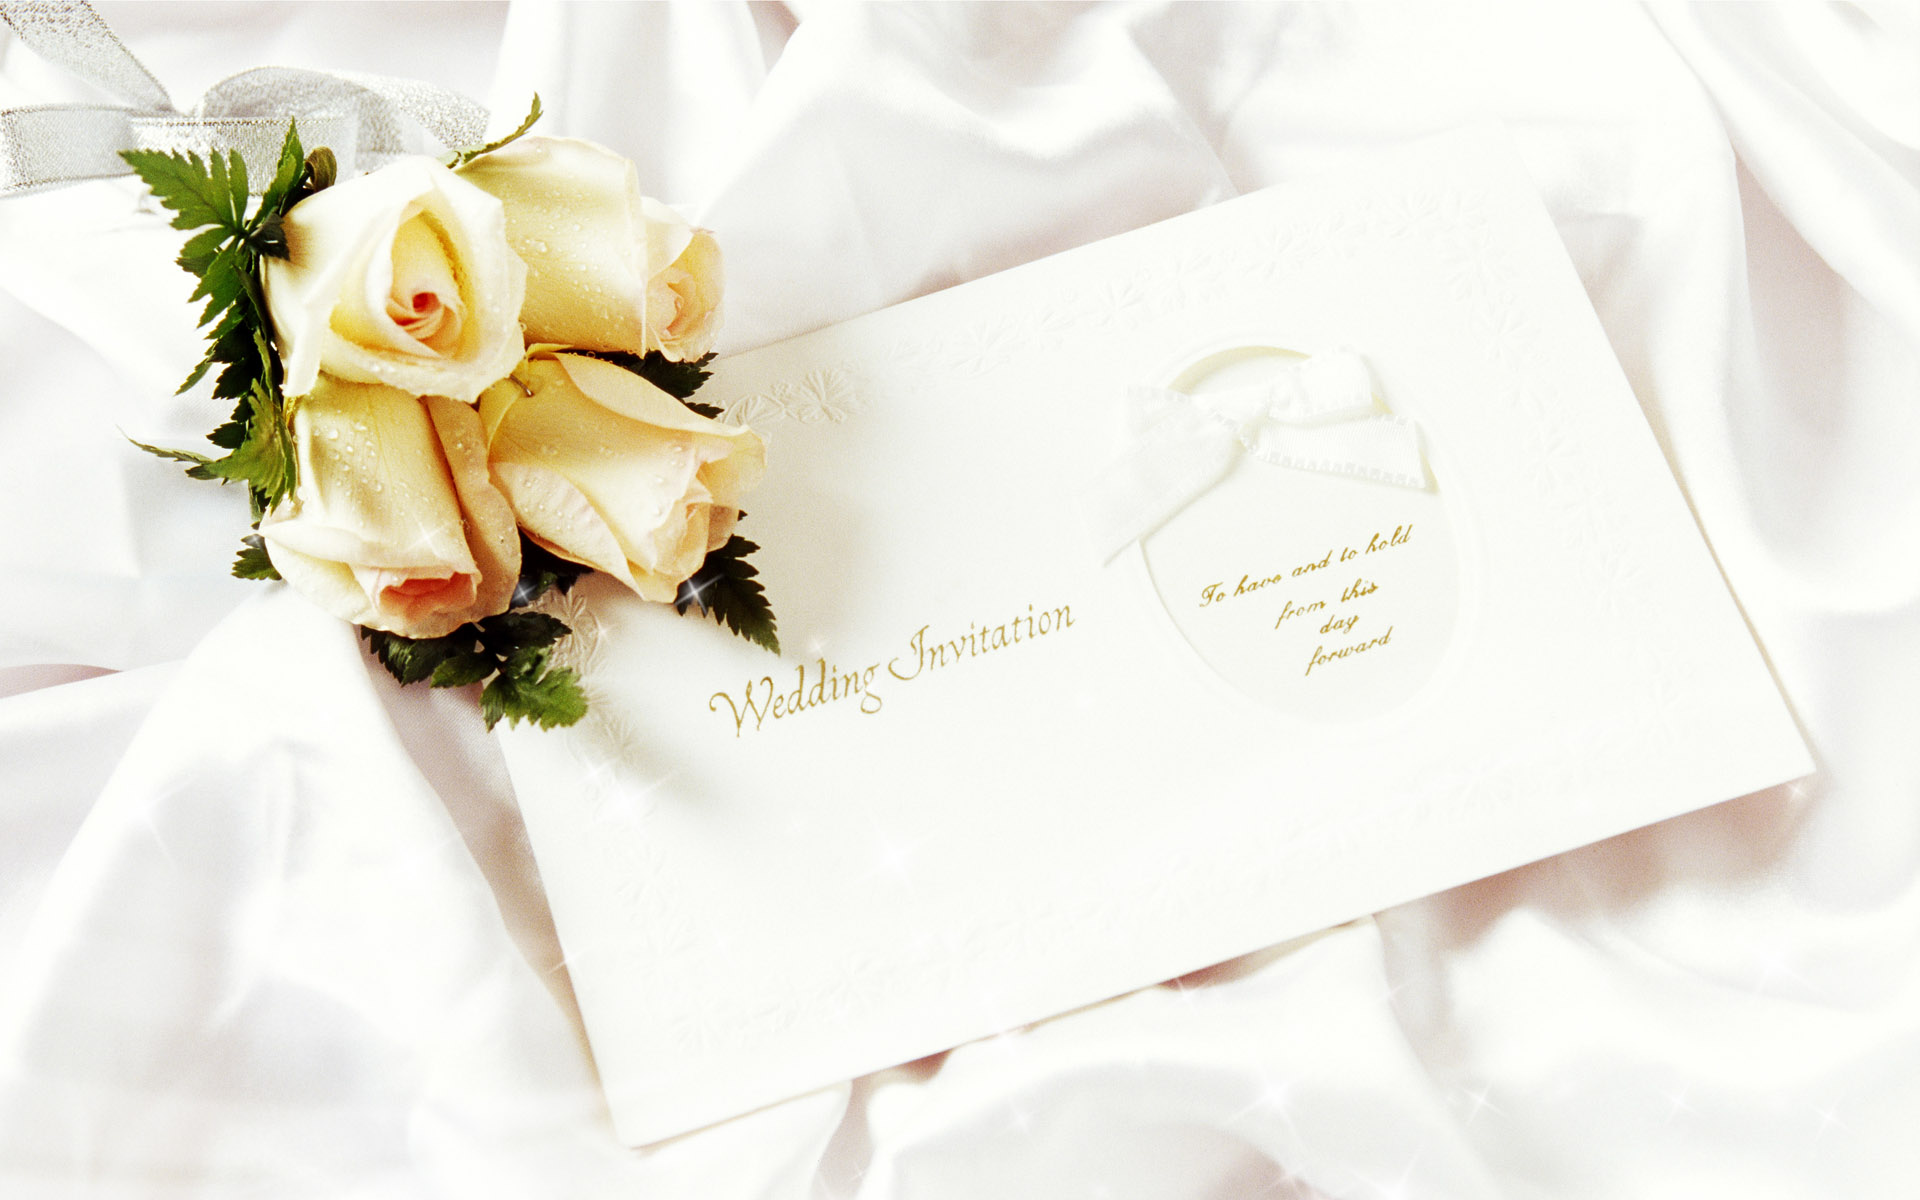 Wedding Invitation
To have and to hold
from this
day
forward